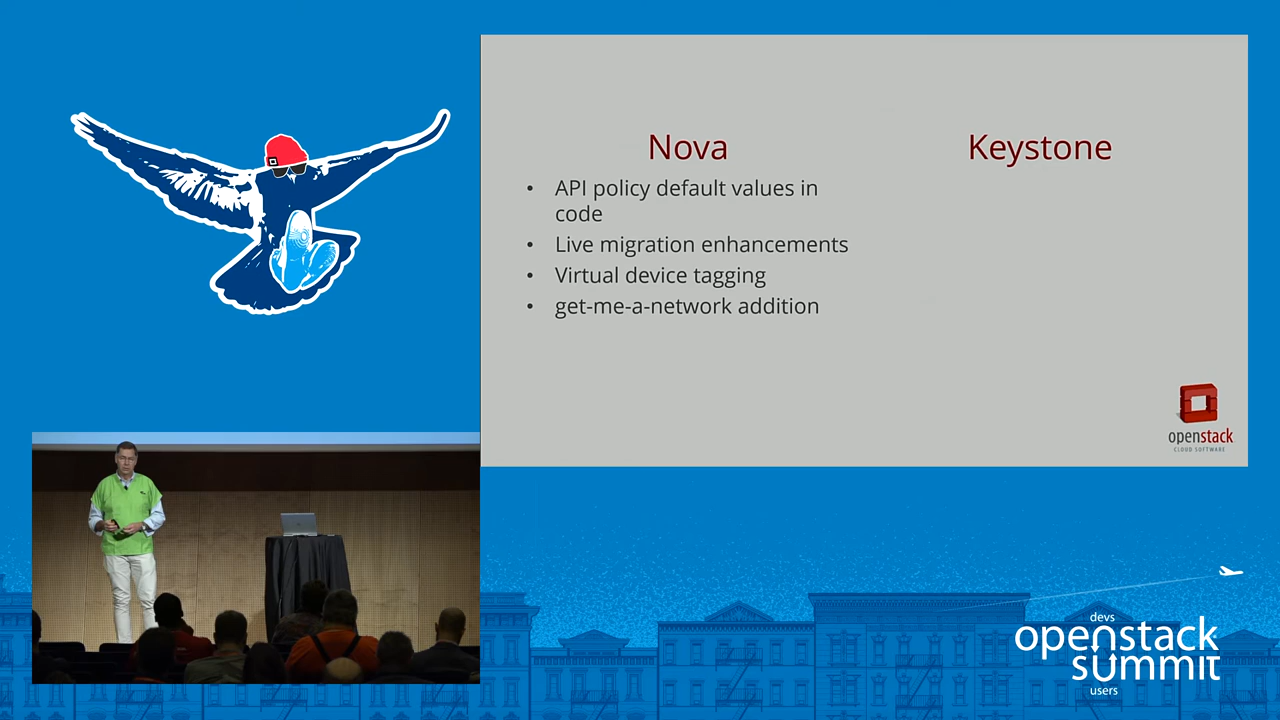 Nova
Keystone
• API policy default values in
code
• Live migration enhancements
• Virtual device tagging
• get-me-a-network addition
openstack
CLOUD SOFTWARE
devs
openstack
summit
users